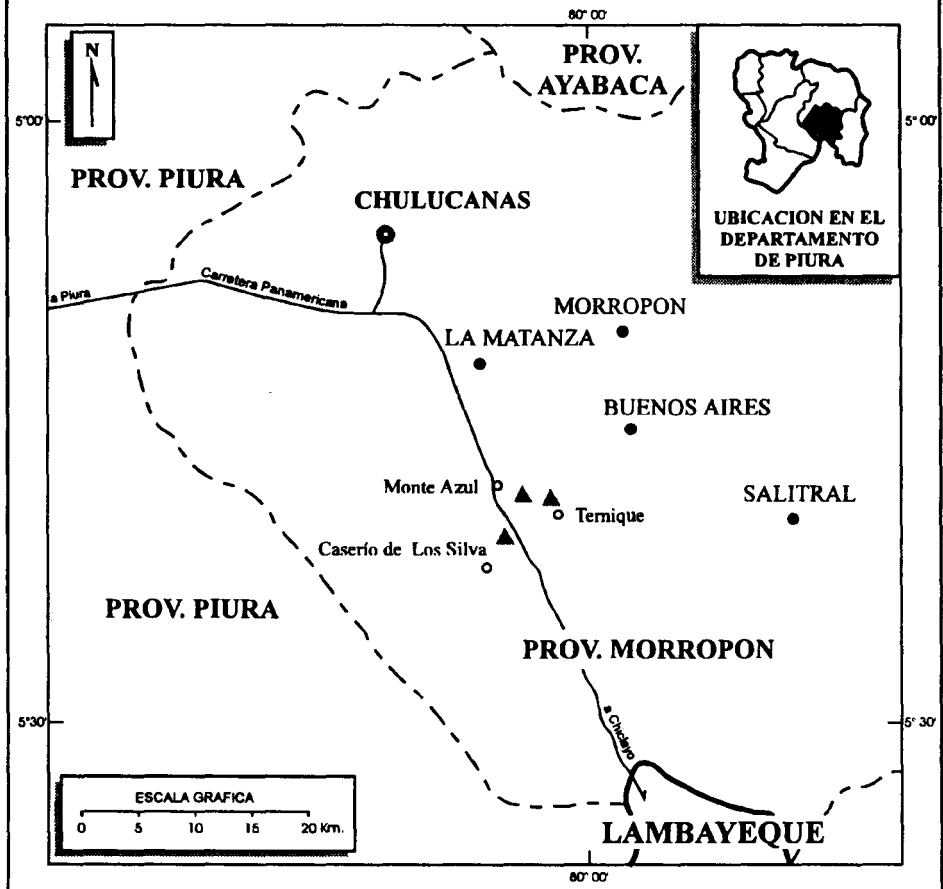 80° 00'
N
PROV.
AYABACA
5°00'
5° 00'
PROV. PIURA
CHULUCANAS
UBICACION EN EL
DEPARTAMENTO
DE PIURA
a Piura
Carretera Panamericana
MORROPON
LA MATANZA
BUENOS AIRES
Monte Azul
SALITRAL
Ternique
Caserío de Los Silva
PROV. PIURA
PROV. MORROPON
5°30'
a Chiclayo
5° 30'
ESCALA GRAFICA
0 5 10 15 20 Km.
LAMBAYEQUE
80° 00'